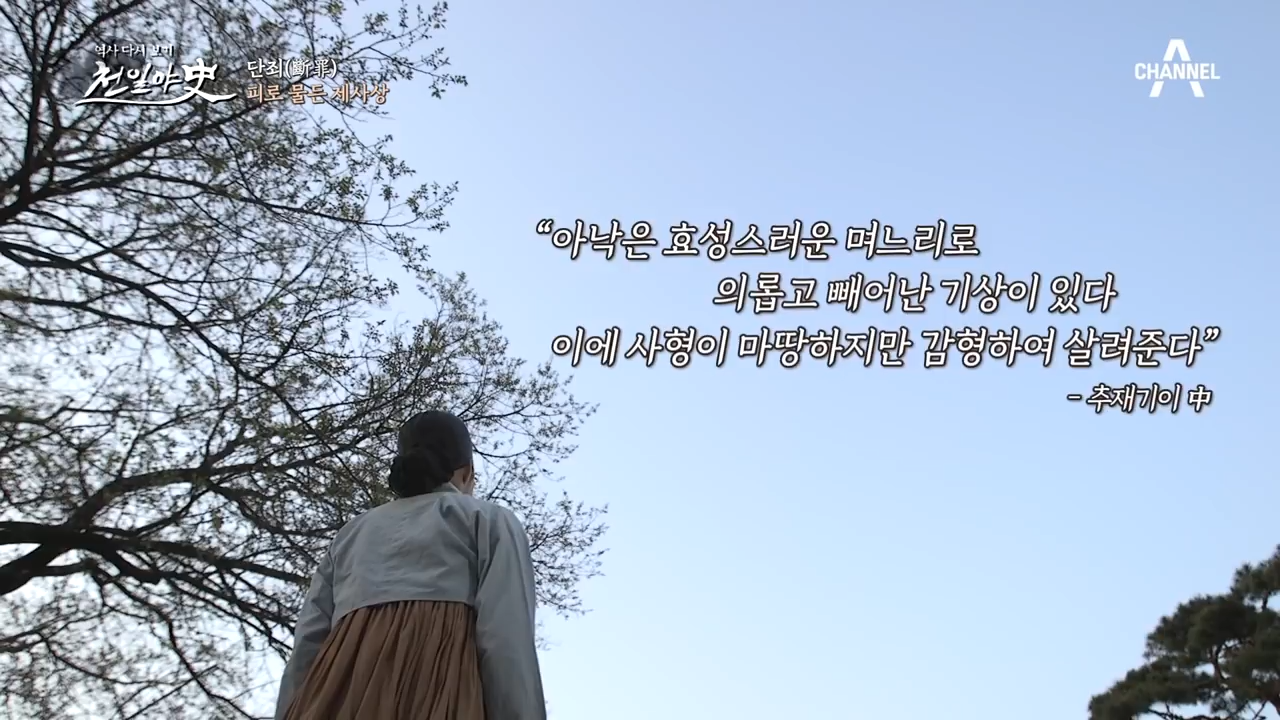 역사 다시 보기
천일야史
단죄(斷罪)
피로 물든 제사상
CHANNEL A
“아낙은 효성스러운 며느리로
의롭고 빼어난 기상이 있다
이에 사형이 마땅하지만 감형하여 살려준다”
- 추재기이 中